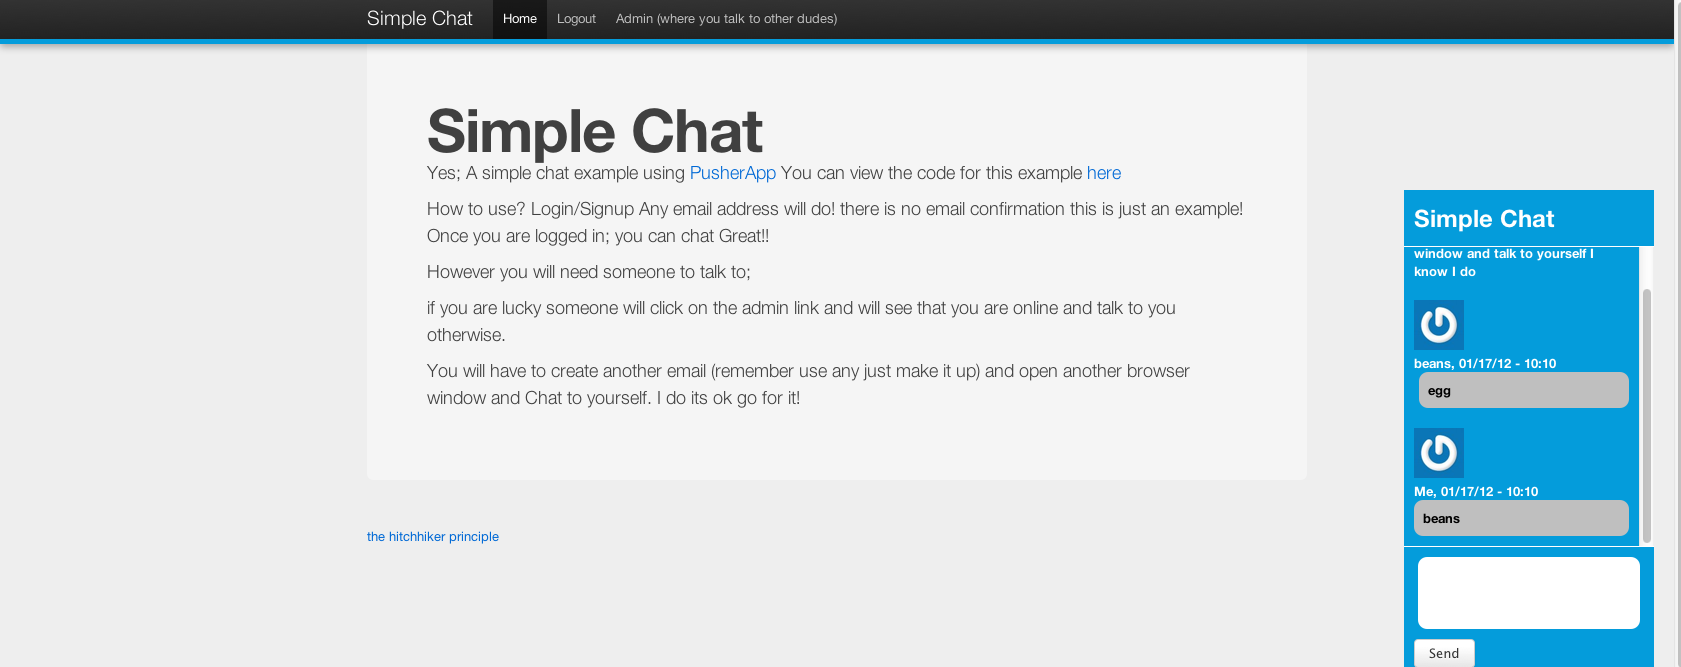 Simple Chat Home Logout Admin (where you talk to other dudes)
Simple Chat
Yes; A simple chat example using PusherApp You can view the code for this example here
How to use? Login/Signup Any email address will do! there is no email confirmation this is just an example!
Once you are logged in; you can chat Great!!
However you will need someone to talk to;
if you are lucky someone will click on the admin link and will see that you are online and talk to you
otherwise.
You will have to create another email (remember use any just make it up) and open another browser
window and Chat to yourself. I do its ok go for it!
the hitchhiker principle
Simple Chat
window and talk to yourself I
know I do
beans, 01/17/12 - 10:10
egg
Me, 01/17/12 - 10:10
beans
Send